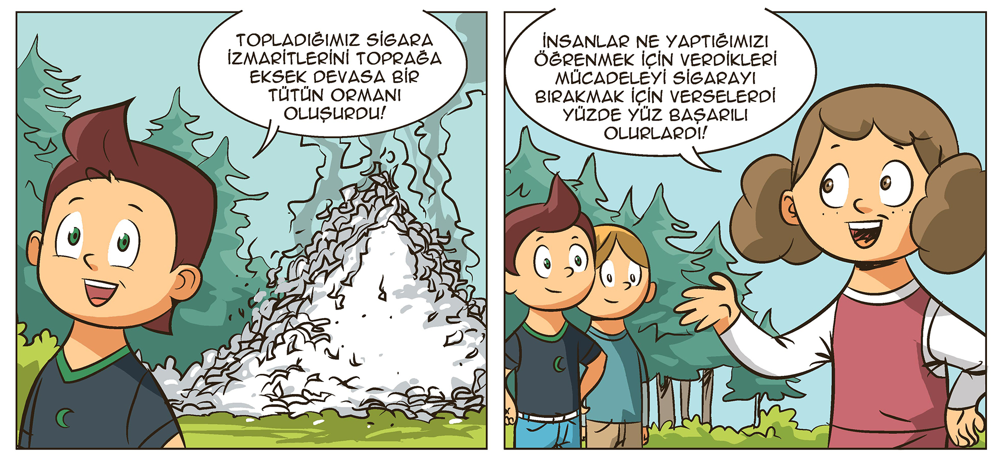 TOPLADIĞIMIZ SİGARA
İZMARİTLERİNİ TOPRAĞA
EKSEK DEVASA BİR
TÜTÜN ORMANI
OLUŞURDU!
İNSANLAR NE YAPTIĞIMIZI
ÖĞRENMEK İÇİN VERDİKLERİ
MÜCADELEYİ SİGARAYI
BIRAKMAK İÇİN VERSELERDİ
YÜZDE YÜZ BAŞARILI
OLURLARDI!